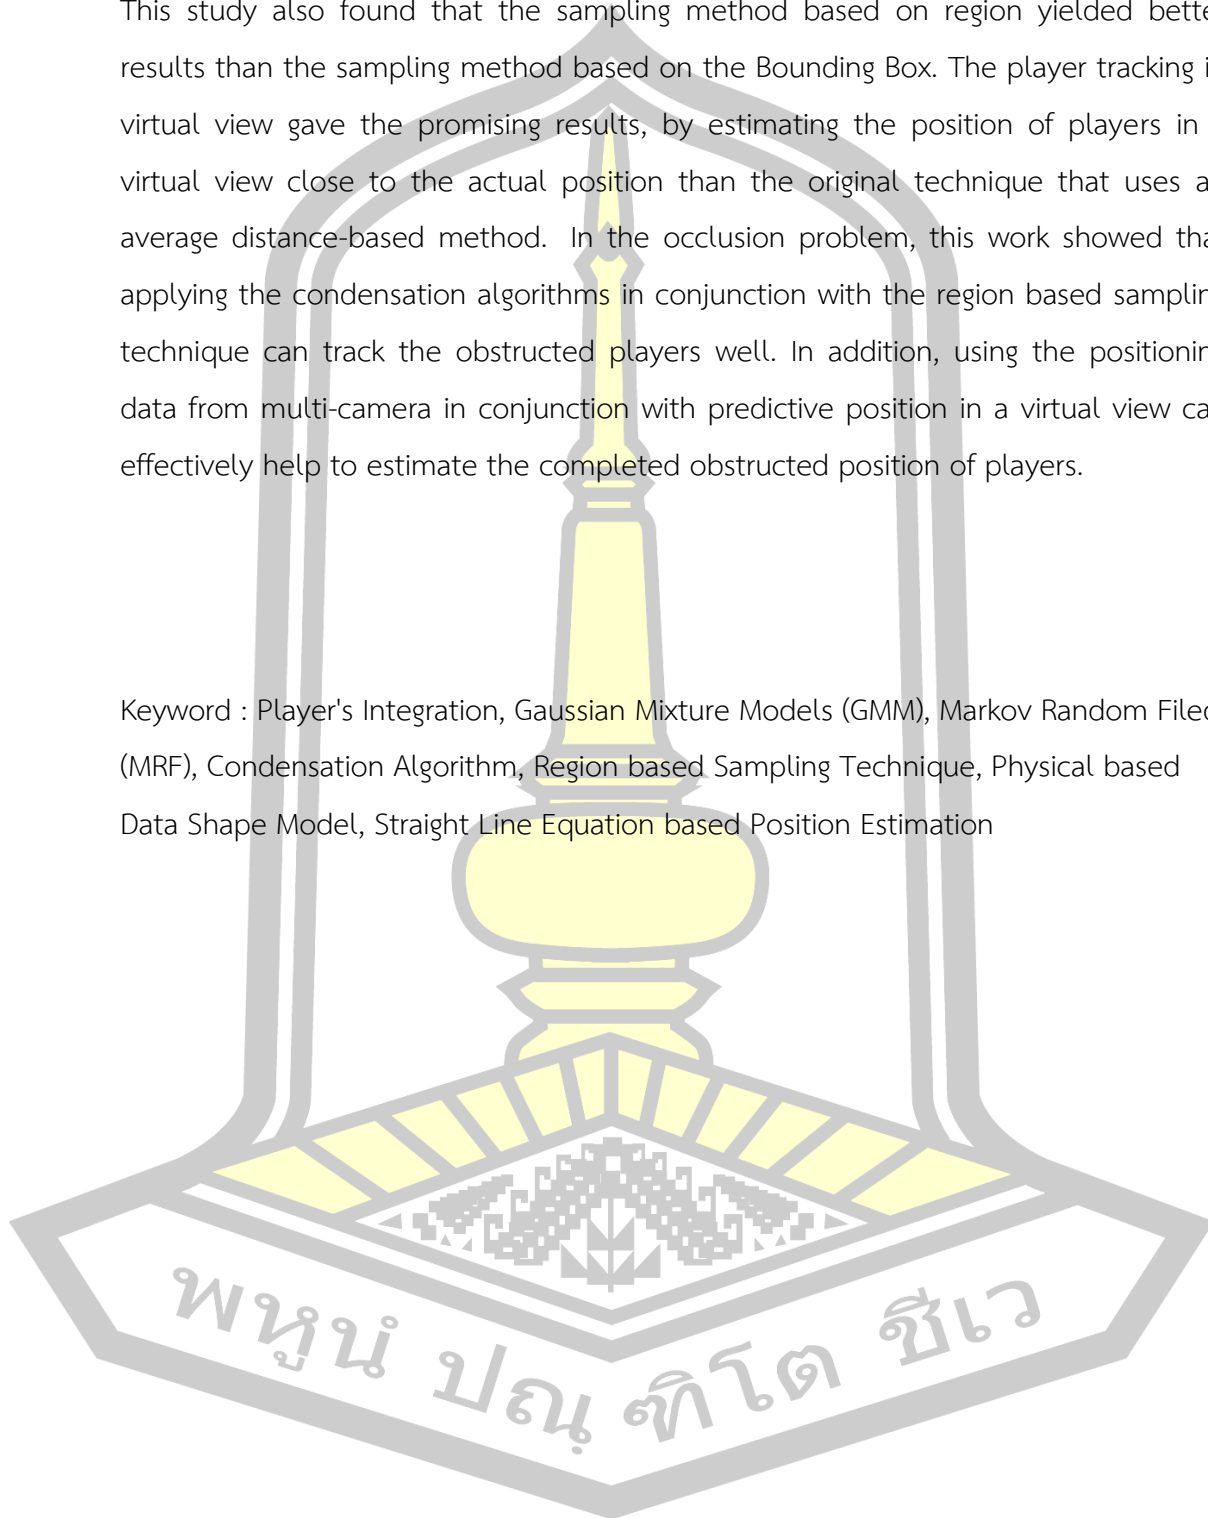 This study also found that the sampling method based on region yielded bette
results than the sampling method based on the Bounding Box. The player tracking i
virtual view gave the promising results, by estimating the position of players in
virtual view close to the actual position than the original technique that uses a
average distance-based method. In the occlusion problem, this work showed tha
applying the condensation algorithms in conjunction with the region based samplin
technique can track the obstructed players well. In addition, using the positionin
data from multi-camera in conjunction with predictive position in a virtual view ca
effectively help to estimate the completed obstructed position of players.
Keyword : Player's Integration, Gaussian Mixture Models (GMM), Markov Random Filed
(MRF), Condensation Algorithm, Region based Sampling Technique, Physical based
Data Shape Model, Straight Line Equation based Position Estimation
พหูนํ ปณฺฑิโต ชีเว